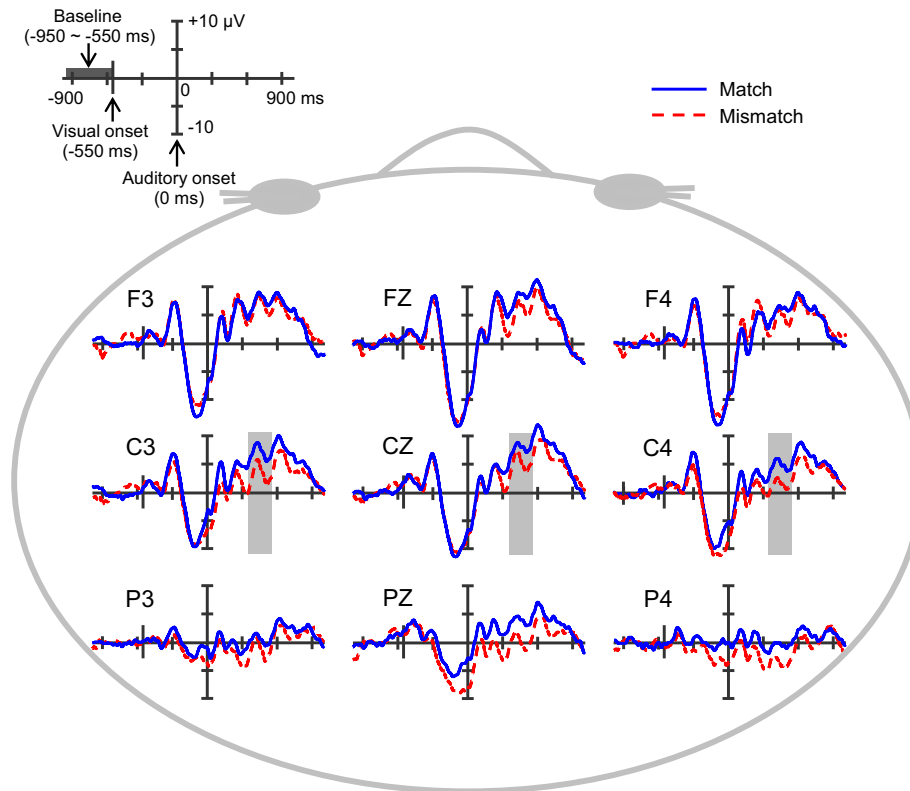 Baseline
(-950 ~ -550 ms)
+10 µV
-900
0
900 ms
-10
Visual onset
(-550 ms)
Auditory onset
(0 ms)
Match
Mismatch
F3
FZ
F4
C3
CZ
C4
P3
PZ
P4